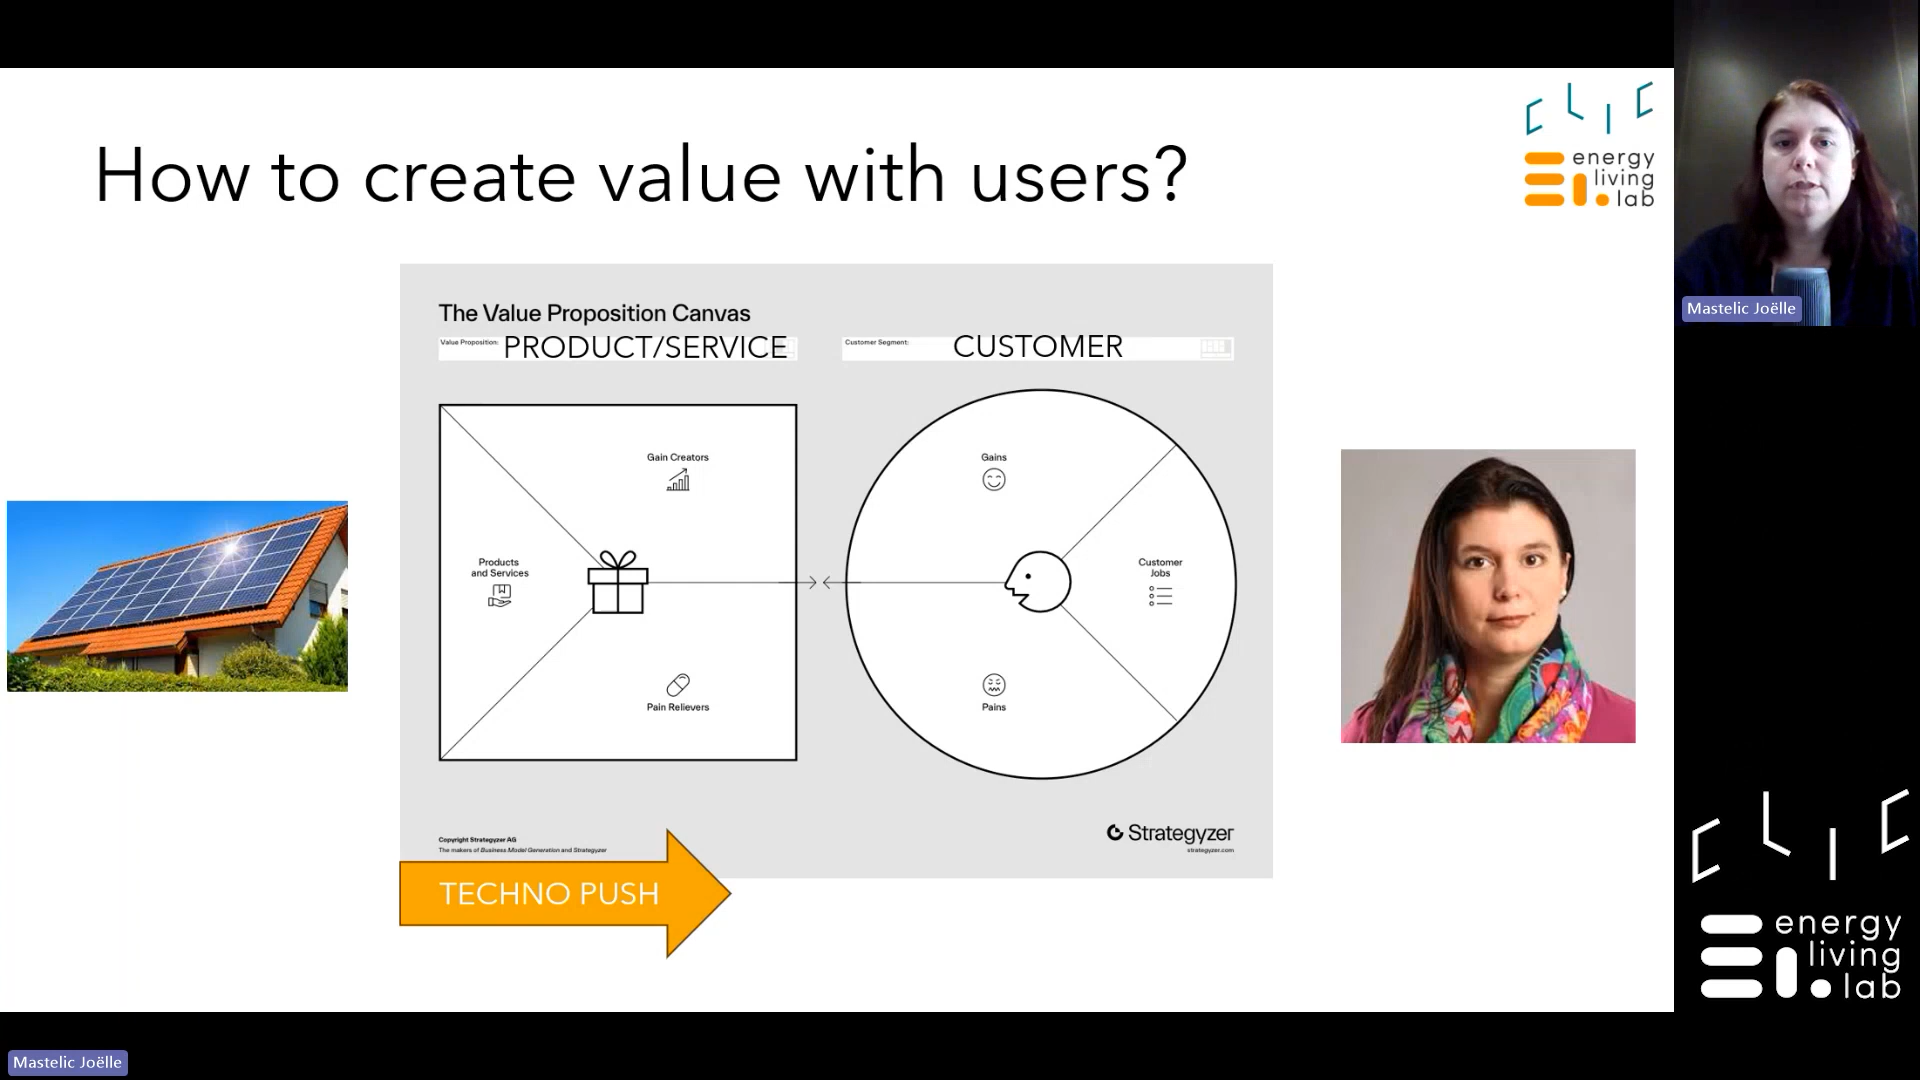 How to create value with users?
CLIC
energy
living
lab
Mastelic Joëlle
The Value Proposition Canvas
Value Proposition:
PRODUCT/SERVICE
Customer Segment:
CUSTOMER
Gain Creators
Gains
Products
and Services
Customer
Jobs
Pain Relievers
Pains
Copyright Strategyzer AG
The makers of Business Model Generation and Strategyzer
Strategyzer
strategyzer.com
TECHNO PUSH
CLIC
energy
living
lab
Mastelic Joëlle